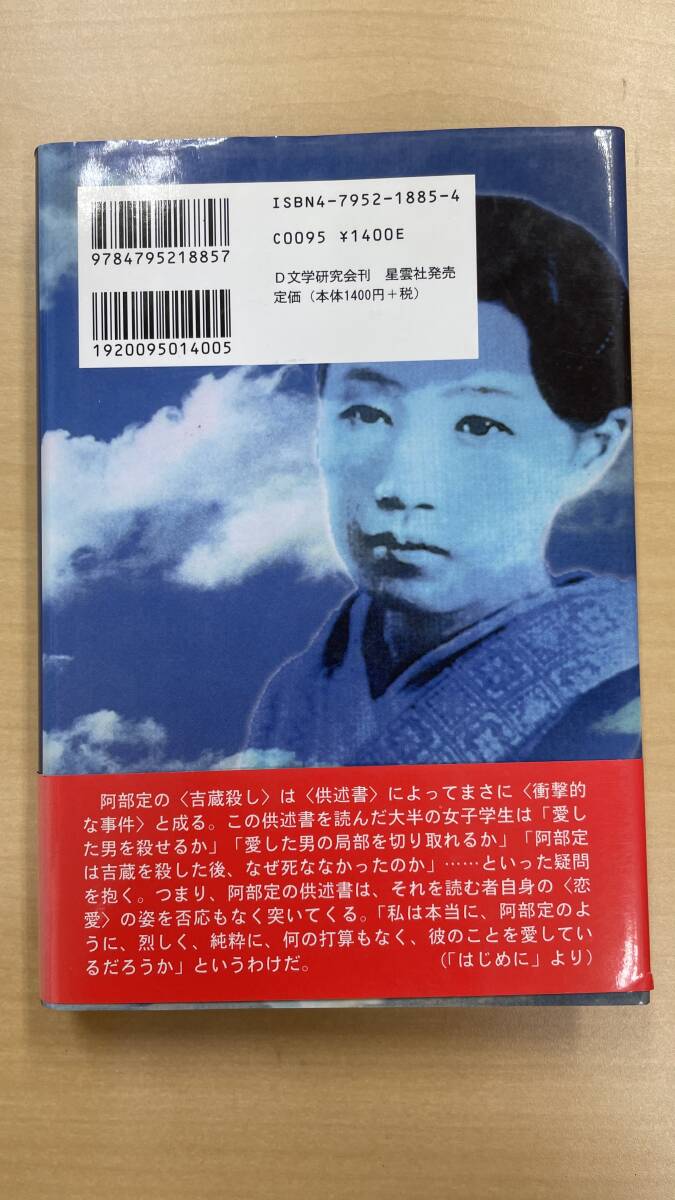 ISBN4-7952-1885-4
C0095 ¥1400E
9784795218857
D文学研究会刊 星雲社発売
定価（本体1400円＋税）
1920095014005
阿部定の〈吉蔵殺し〉は〈供述書〉によってまさに〈衝撃的
な事件〉と成る。この供述書を読んだ大半の女子学生は「愛し
た男を殺せるか」「愛した男の局部を切り取れるか」「阿部定
は吉蔵を殺した後、なぜ死ななかったのか」……といった疑問
を抱く。つまり、阿部定の供述書は、それを読む者自身の〈恋
愛〉の姿を否応もなく突いてくる。「私は本当に、阿部定のよ
うに、烈しく、純粋に、何の打算もなく、彼のことを愛してい
るだろうか」というわけだ。 （「はじめに」より）